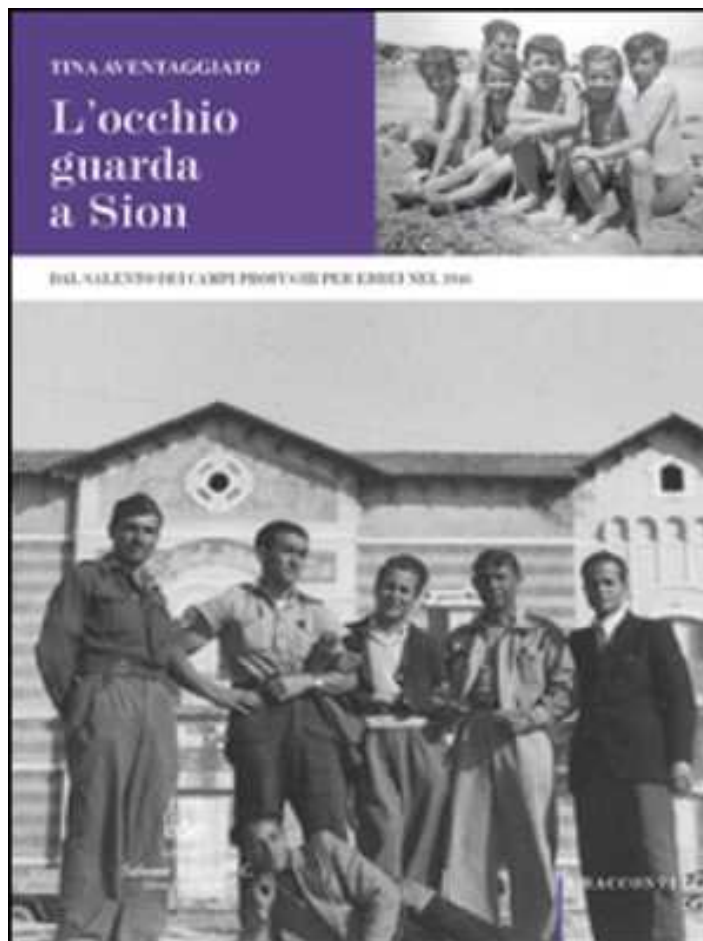 TINA AVENTAGGIATO
L'occhio
guarda
a Sion
DAL SALENTO DEI CAMPI PROFUGHI PER EBREI NEL 1946
RACCONTI